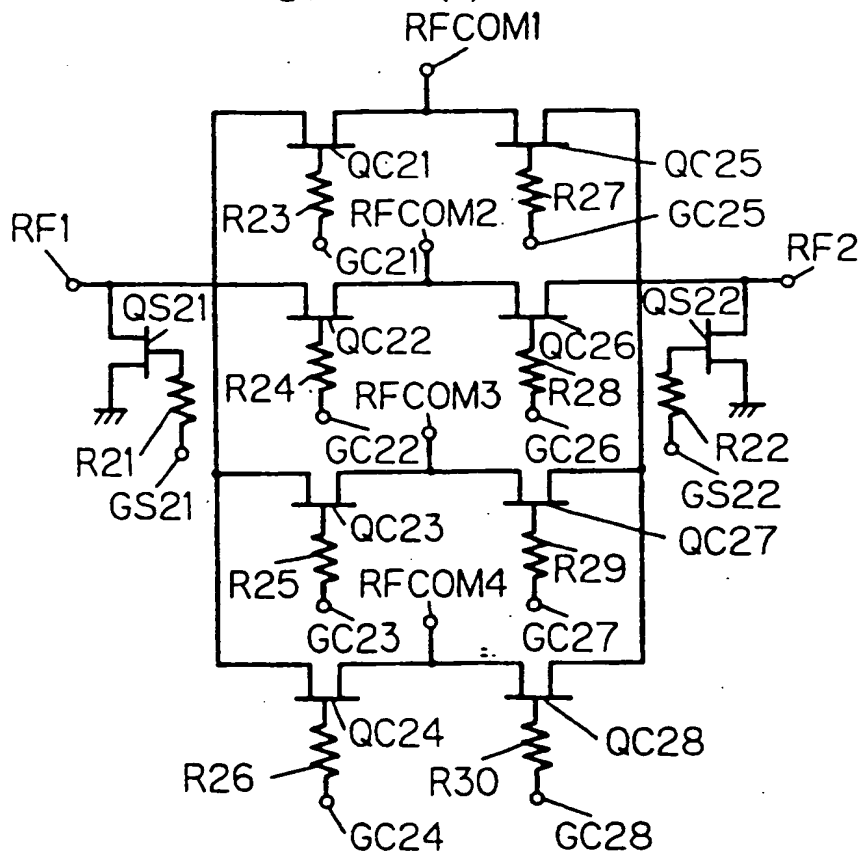 RFCOM1
QC21
QC25
R23
RFCOM2
R27
GC21
GC25
RF1
RF2
QS21
QS22
QC22
QC26
R24
RFCOM3
R28
R21
GC22
GC26
R22
GS21
GS22
QC23
QC27
R25
RFCOM4
R29
GC23
GC27
QC24
QC28
R26
R30
GC24
GC28